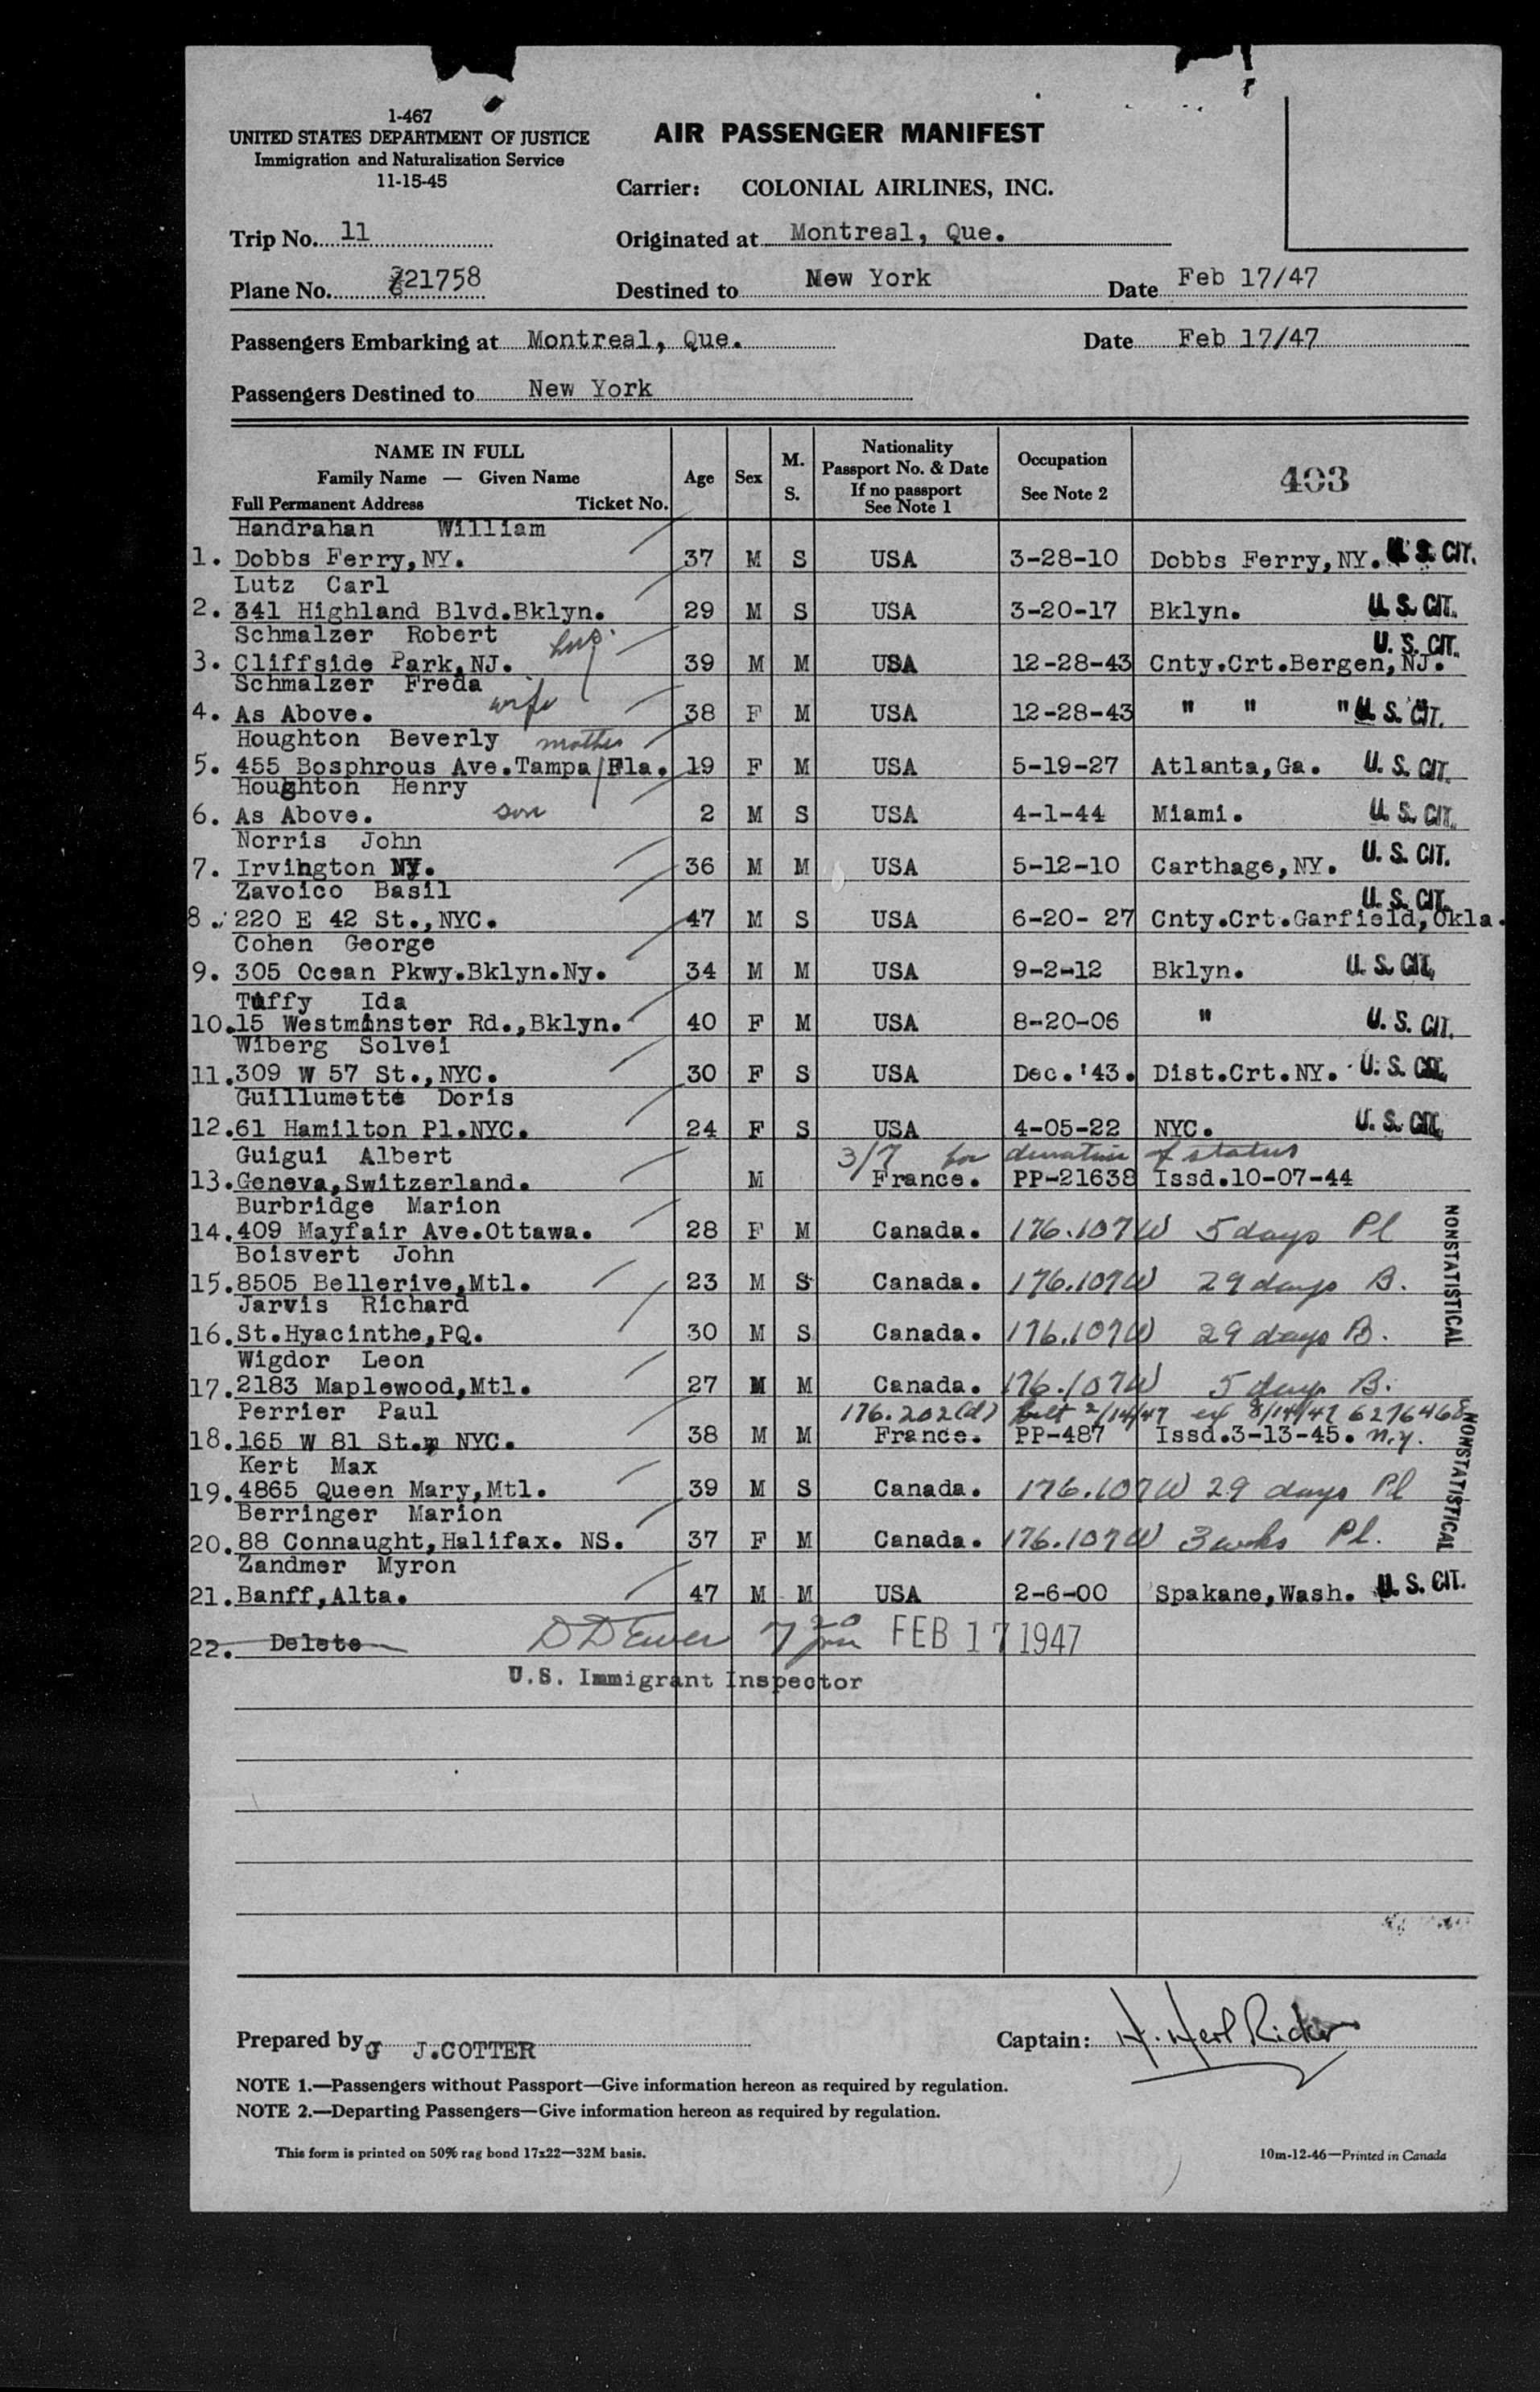 1-467
UNITED STATES DEPARTMENT OF JUSTICE
Immigration and Naturalization Service
11-15-45
AIR PASSENGER MANIFEST
Carrier: COLONIAL AIRLINES, INC.
Trip No. 11
Originated at Montreal, Que.
Plane No. 21758
Destined to New York Date Feb 17/47
Passengers Embarking at Montreal, Que. Date Feb 17/47
Passengers Destined to New York
NAME IN FULL
Family Name — Given Name
Full Permanent Address Ticket No.
Age Sex M. S.
Nationality
Passport No. & Date
If no passport
See Note 1
Occupation
See Note 2
403
Handrahan William
1. Dobbs Ferry,NY. 37 M S USA 3-28-10 Dobbs Ferry,NY. U. S. CIT.
Lutz Carl
2. 341 Highland Blvd.Bklyn. 29 M S USA 3-20-17 Bklyn. U. S. CIT.
Schmalzer Robert hus. U. S. CIT.
3. Cliffside Park,NJ. 39 M M USA 12-28-43 Cnty.Crt.Bergen,NJ.
Schmalzer Freda wife
4. As Above. 38 F M USA 12-28-43 " " " U. S. CIT.
Houghton Beverly mother
5. 455 Bosphrous Ave.Tampa Fla. 19 F M USA 5-19-27 Atlanta,Ga. U. S. CIT.
Houghton Henry
6. As Above. son 2 M S USA 4-1-44 Miami. U. S. CIT.
Norris John
7. Irvington NY. 36 M M USA 5-12-10 Carthage,NY. U. S. CIT.
Zavoico Basil U. S. CIT.
8. 220 E 42 St.,NYC. 47 M S USA 6-20- 27 Cnty.Crt.Garfield,Okla.
Cohen George
9. 305 Ocean Pkwy.Bklyn.Ny. 34 M M USA 9-2-12 Bklyn. U. S. CIT.
Tuffy Ida
10. 15 Westminster Rd.,Bklyn. 40 F M USA 8-20-06 " U. S. CIT.
Wiberg Solvei
11. 309 W 57 St.,NYC. 30 F S USA Dec.'43. Dist.Crt.NY. U. S. CIT.
Guillumette Doris
12. 61 Hamilton Pl.NYC. 24 F S USA 4-05-22 NYC. U. S. CIT.
Guigui Albert 3/7 for duration of status
13. Geneva,Switzerland. M France. PP-21638 Issd.10-07-44
Burbridge Marion
14. 409 Mayfair Ave.Ottawa. 28 F M Canada. 176.107W 5 days Pl
Boisvert John
15. 8505 Bellerive,Mtl. 23 M S Canada. 176.107W 29 days B.
NONSTATISTICAL
Jarvis Richard
16. St.Hyacinthe,PQ. 30 M S Canada. 176.107W 29 days B.
Wigdor Leon
17. 2183 Maplewood,Mtl. 27 M M Canada. 176.107W 5 days B.
Perrier Paul 176.202(d) 2/14/47 ex 8/14/47
18. 165 W 81 St. NYC. 38 M M France. PP-487 Issd.3-13-45. n.y.
Kert Max
19. 4865 Queen Mary,Mtl. 39 M S Canada. 176.107W 29 days Pl
NONSTATISTICAL
Berringer Marion
20. 88 Connaught,Halifax. NS. 37 F M Canada. 176.107W 3 wks Pl.
Zandmer Myron
21. Banff,Alta. 47 M M USA 2-6-00 Spakane,Wash. U. S. CIT.
22. Delete FEB 17 1947
U.S. Immigrant Inspector
Prepared by J J.COTTER
Captain:
NOTE 1.—Passengers without Passport—Give information hereon as required by regulation.
NOTE 2.—Departing Passengers—Give information hereon as required by regulation.
This form is printed on 50% rag bond 17x22—32M basis.
10m-12-46—Printed in Canada